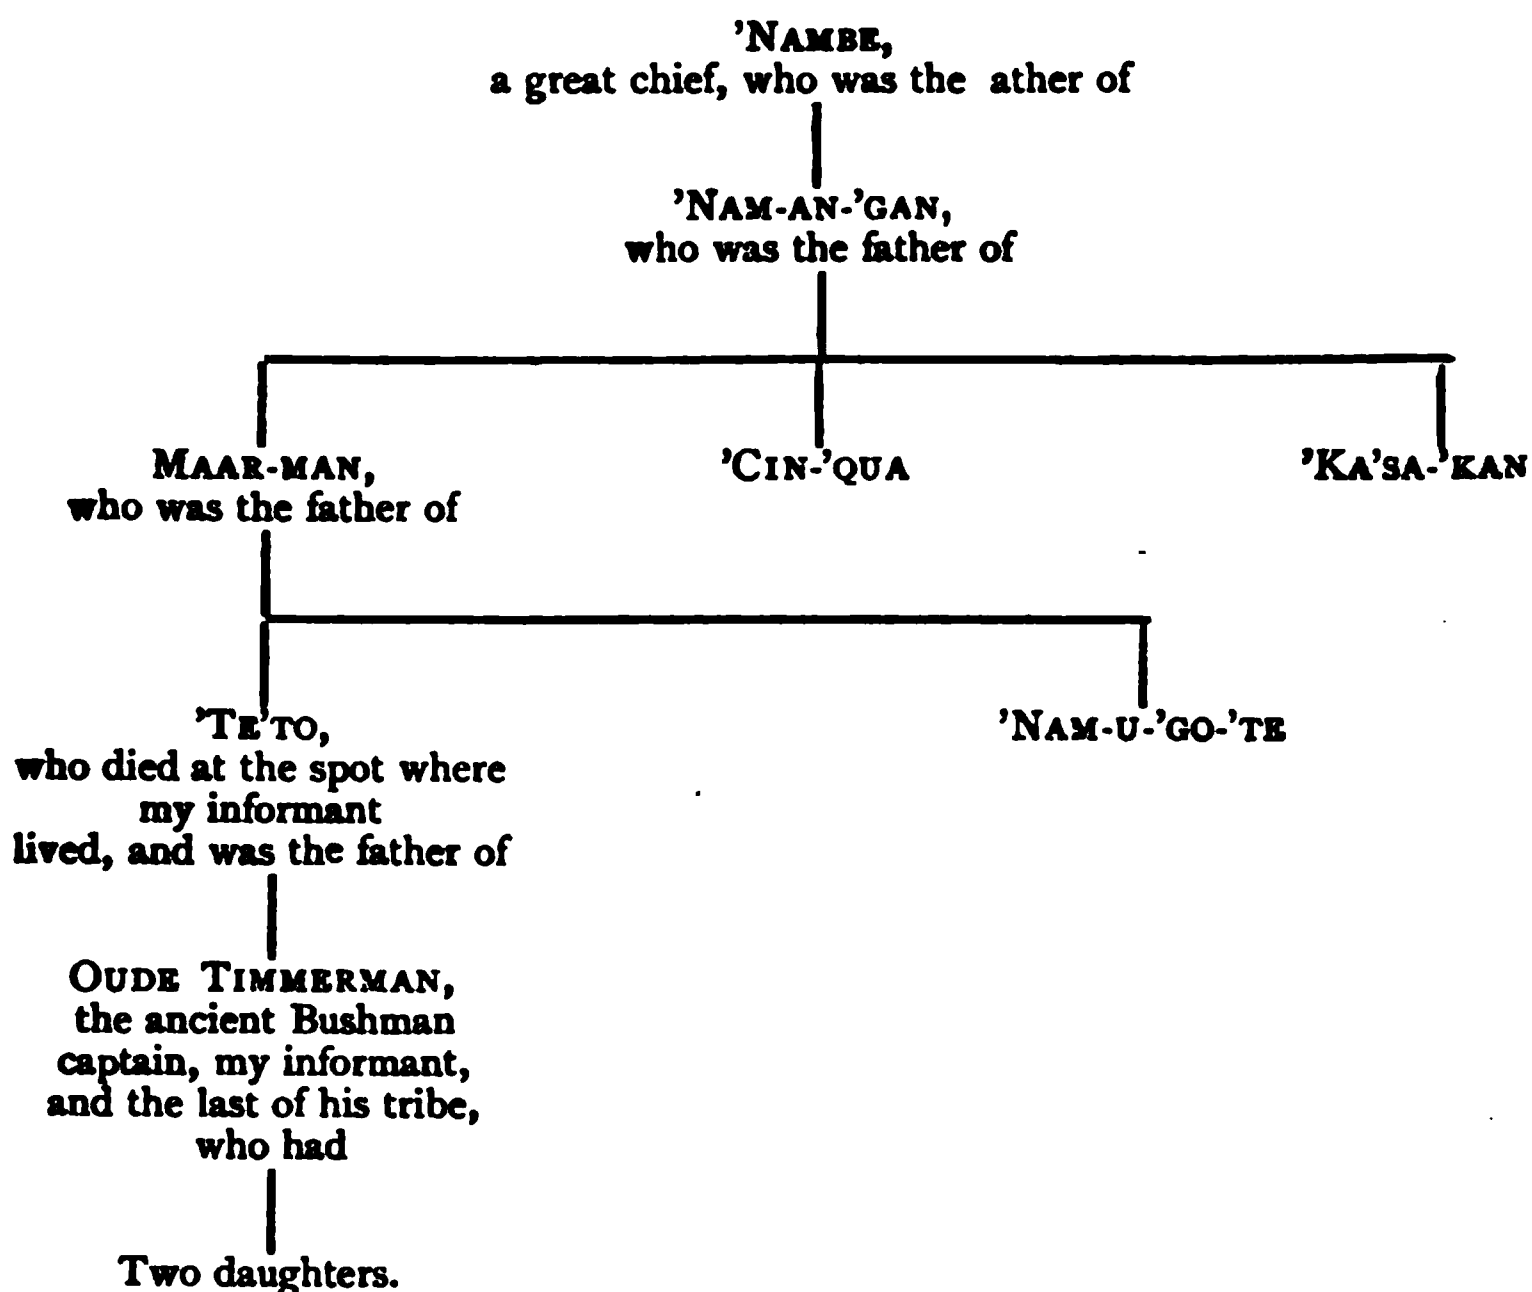 ’NAMBE,
a great chief, who was the ather of
’NAM-AN-’GAN,
who was the father of
MAAR-MAN,
who was the father of
’CIN-’QUA
’KA’SA-’KAN
’TE’TO,
who died at the spot where
my informant
lived, and was the father of
’NAM-U-’GO-’TE
OUDE TIMMERMAN,
the ancient Bushman
captain, my informant,
and the last of his tribe,
who had
Two daughters.